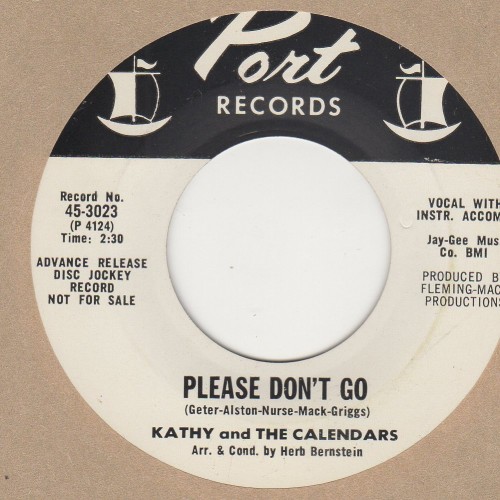 Port
RECORDS
Record No.
45-3023
(P 4124)
Time: 2:30
ADVANCE RELEASE
DISC JOCKEY
RECORD
NOT FOR SALE
VOCAL WITH
INSTR. ACCOM
Jay-Gee Mus
Co. BMI
PRODUCED B
FLEMING-MAC
PRODUCTIONS
PLEASE DON'T GO
(Geter-Alston-Nurse-Mack-Griggs)
KATHY and THE CALENDARS
Arr. & Cond. by Herb Bernstein